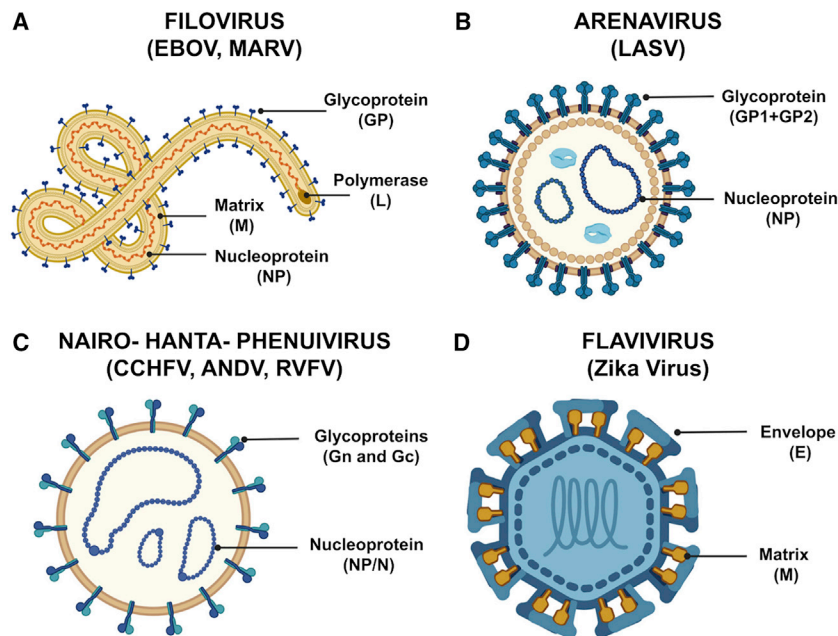 A
FILOVIRUS
(EBOV, MARV)
Glycoprotein
(GP)
Polymerase
(L)
Matrix
(M)
Nucleoprotein
(NP)
B
ARENAVIRUS
(LASV)
Glycoprotein
(GP1+GP2)
Nucleoprotein
(NP)
C
NAIRO- HANTA- PHENUIVIRUS
(CCHFV, ANDV, RVFV)
Glycoproteins
(Gn and Gc)
Nucleoprotein
(NP/N)
D
FLAVIVIRUS
(Zika Virus)
Envelope
(E)
Matrix
(M)